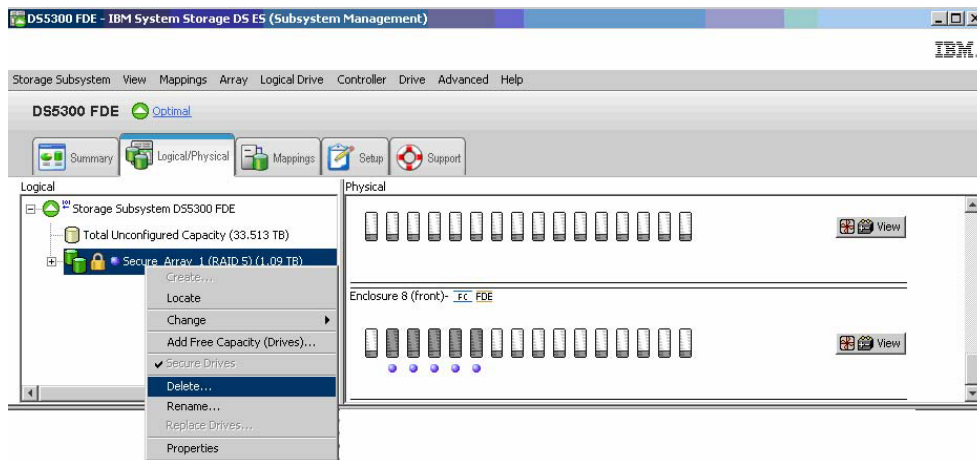 DS5300 FDE - IBM System Storage DS ES (Subsystem Management)
IBM.
Storage Subsystem View Mappings Array Logical Drive Controller Drive Advanced Help
DS5300 FDE Optimal
Summary Logical/Physical Mappings Setup Support
Logical
Storage Subsystem DS5300 FDE
Total Unconfigured Capacity (33.513 TB)
Secure_Array_1 (RAID 5) (1.09 TB)
Create...
Locate
Change
Add Free Capacity (Drives)...
Secure Drives
Delete...
Rename...
Replace Drives...
Properties
Physical
View
Enclosure 8 (front)- FC FDE
View